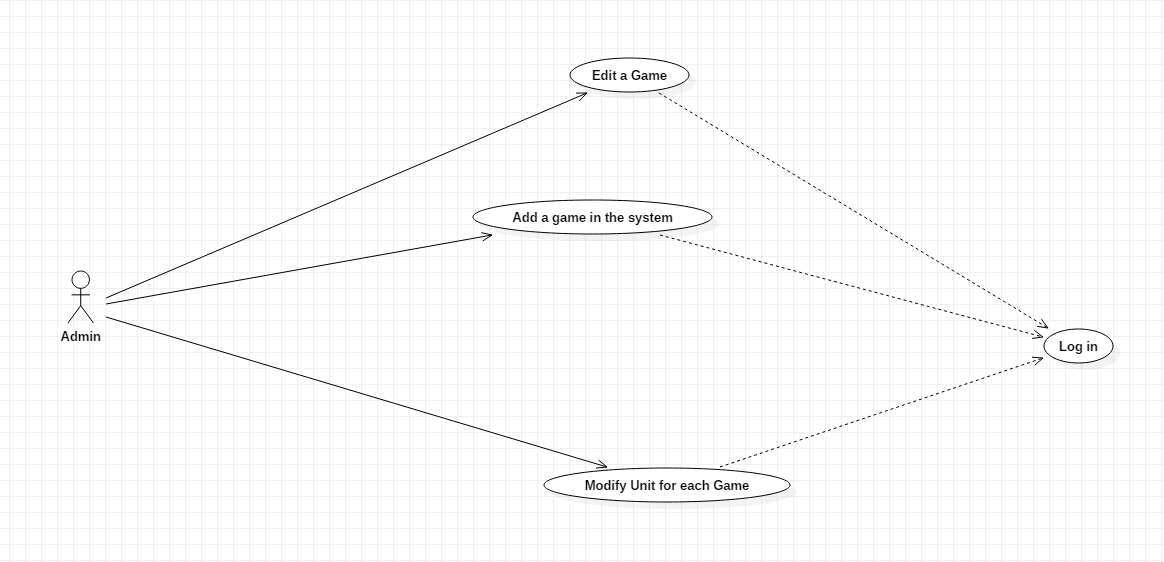 Edit a Game
Add a game in the system
Admin
Log in
Modify Unit for each Game